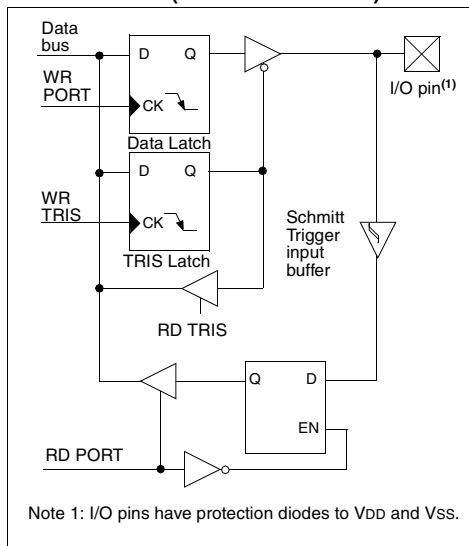 Data
bus
D Q
WR
PORT
CK
Data Latch
I/O pin(1)
D Q
WR
TRIS
CK
TRIS Latch
Schmitt
Trigger
input
buffer
RD TRIS
Q D
EN
RD PORT
Note 1: I/O pins have protection diodes to VDD and VSS.